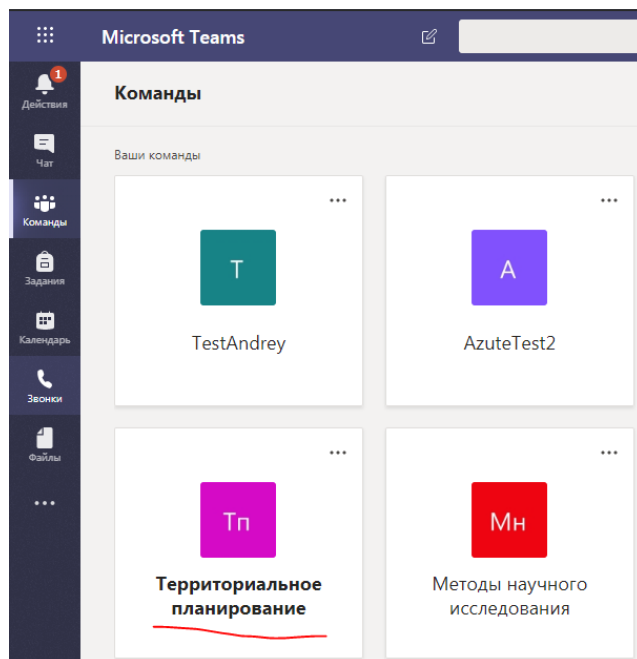 Microsoft Teams
1
Действия
Чат
Команды
Задания
Календарь
Звонки
Файлы
Команды
Ваши команды
T
TestAndrey
A
AzuteTest2
Тп
Территориальное
планирование
Мн
Методы научного
исследования